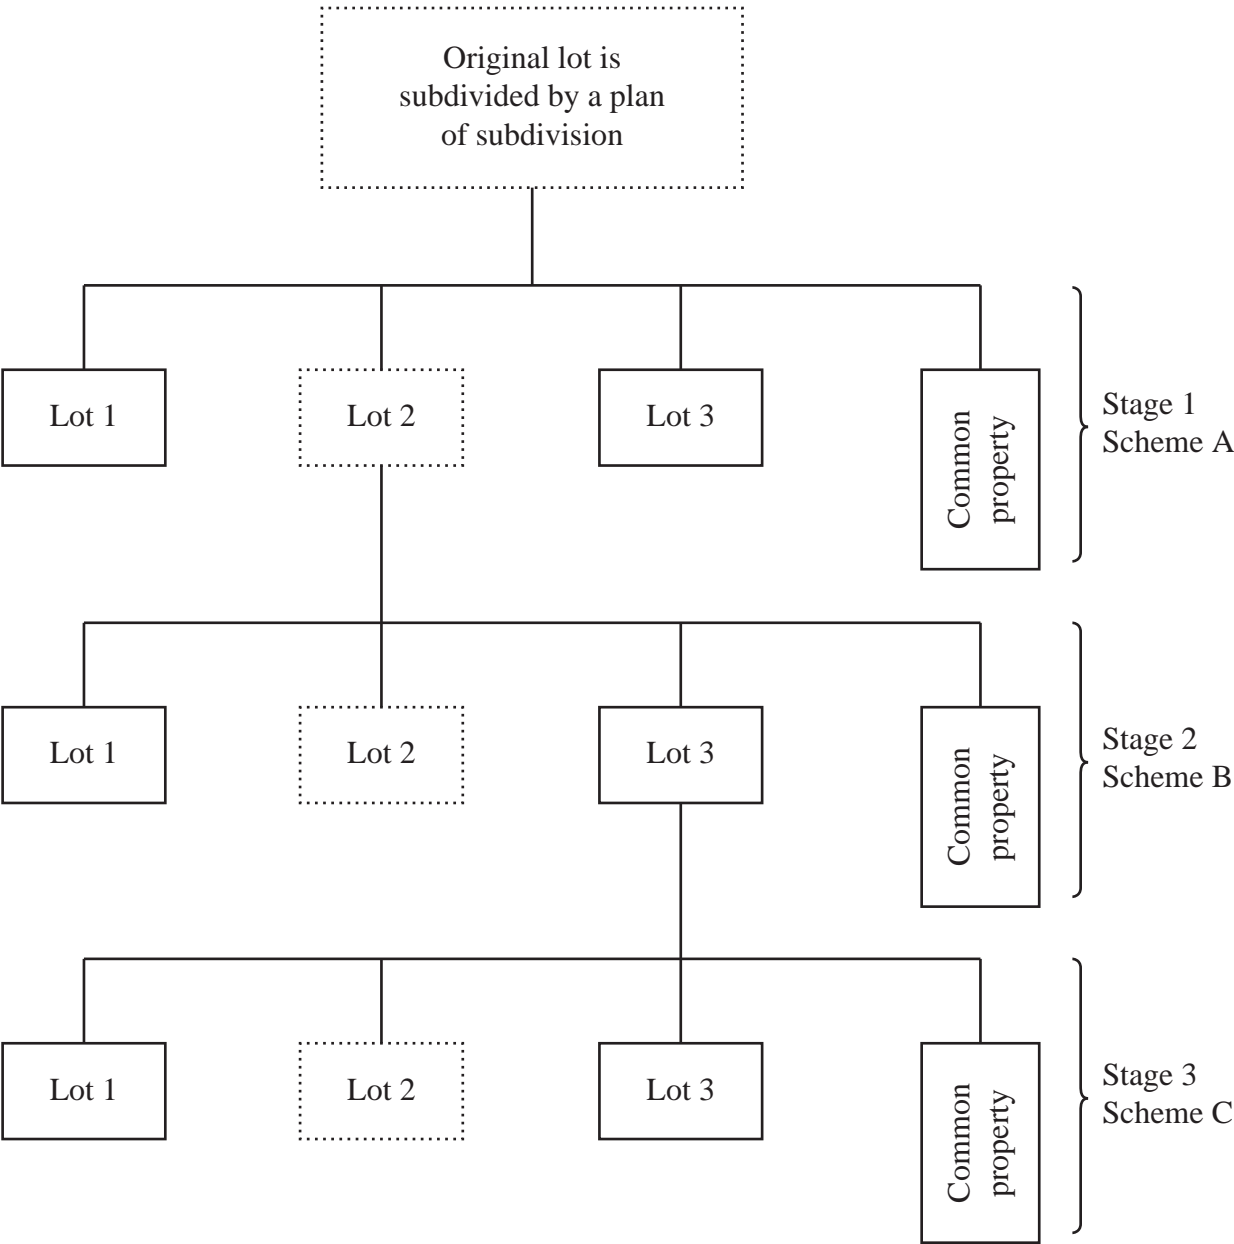 Original lot is
subdivided by a plan
of subdivision
Lot 1
Lot 2
Lot 3
Common
property
Stage 1
Scheme A
Lot 1
Lot 2
Lot 3
Common
property
Stage 2
Scheme B
Lot 1
Lot 2
Lot 3
Common
property
Stage 3
Scheme C